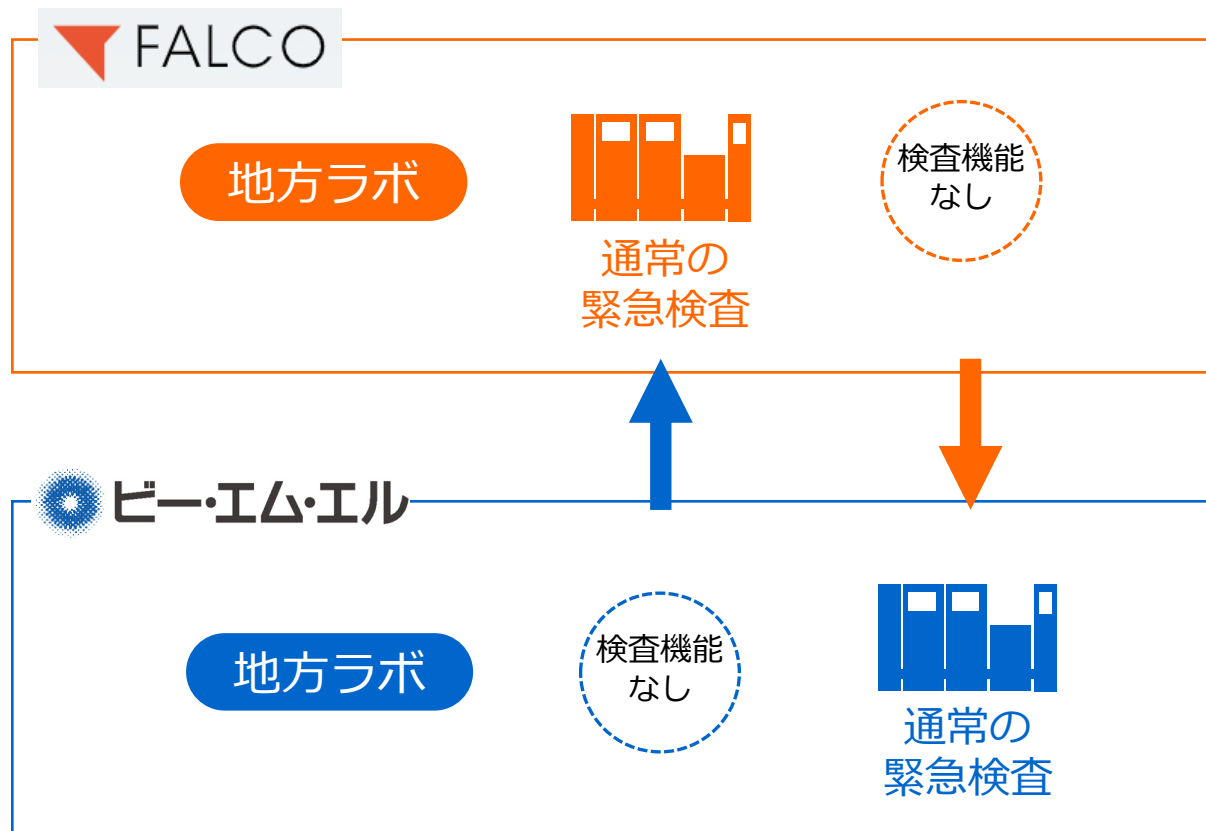 FALCO
地方ラボ
検査機能
なし
通常の
緊急検査
ビー・エム・エル
地方ラボ
検査機能
なし
通常の
緊急検査